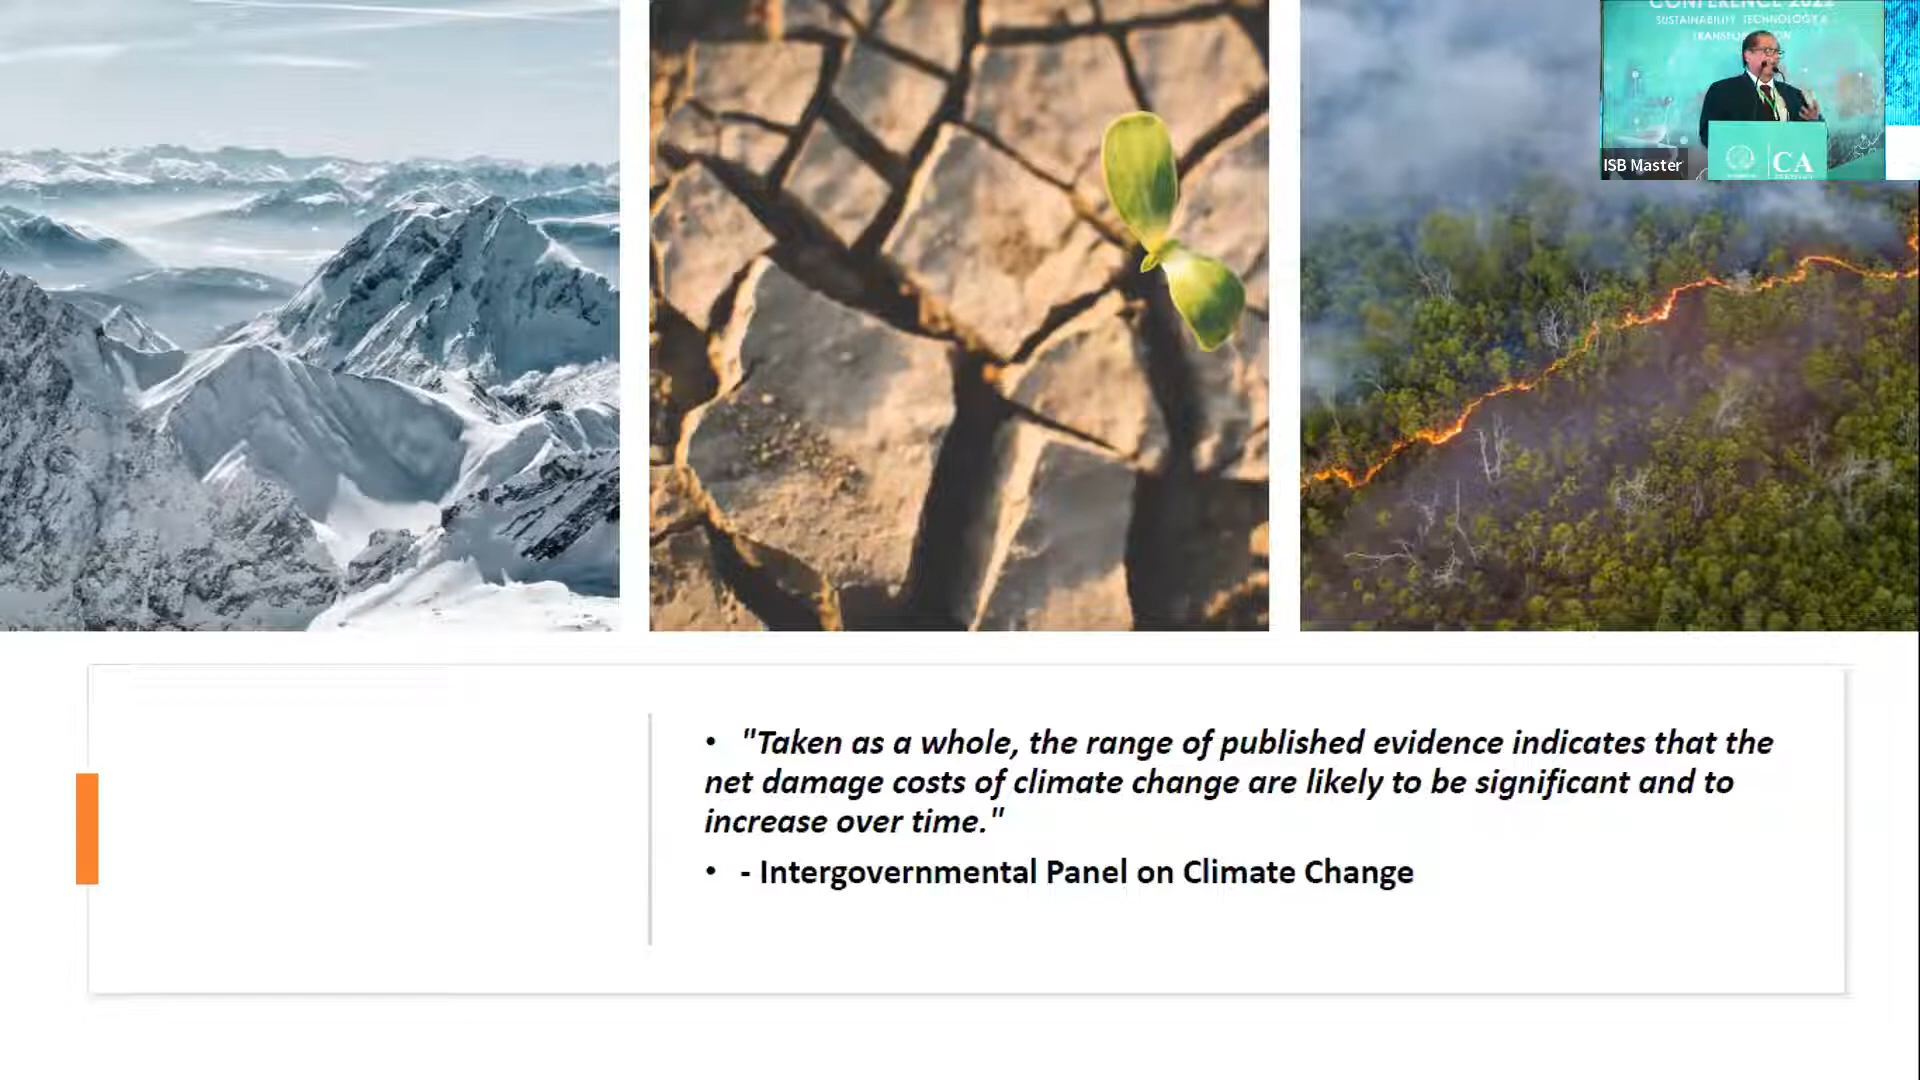 CONFERENCE 2022
SUSTAINABILITY, TECHNOLOGY &
TRANSFORMATION
CA
ISB Master
• "Taken as a whole, the range of published evidence indicates that the
net damage costs of climate change are likely to be significant and to
increase over time."
• - Intergovernmental Panel on Climate Change